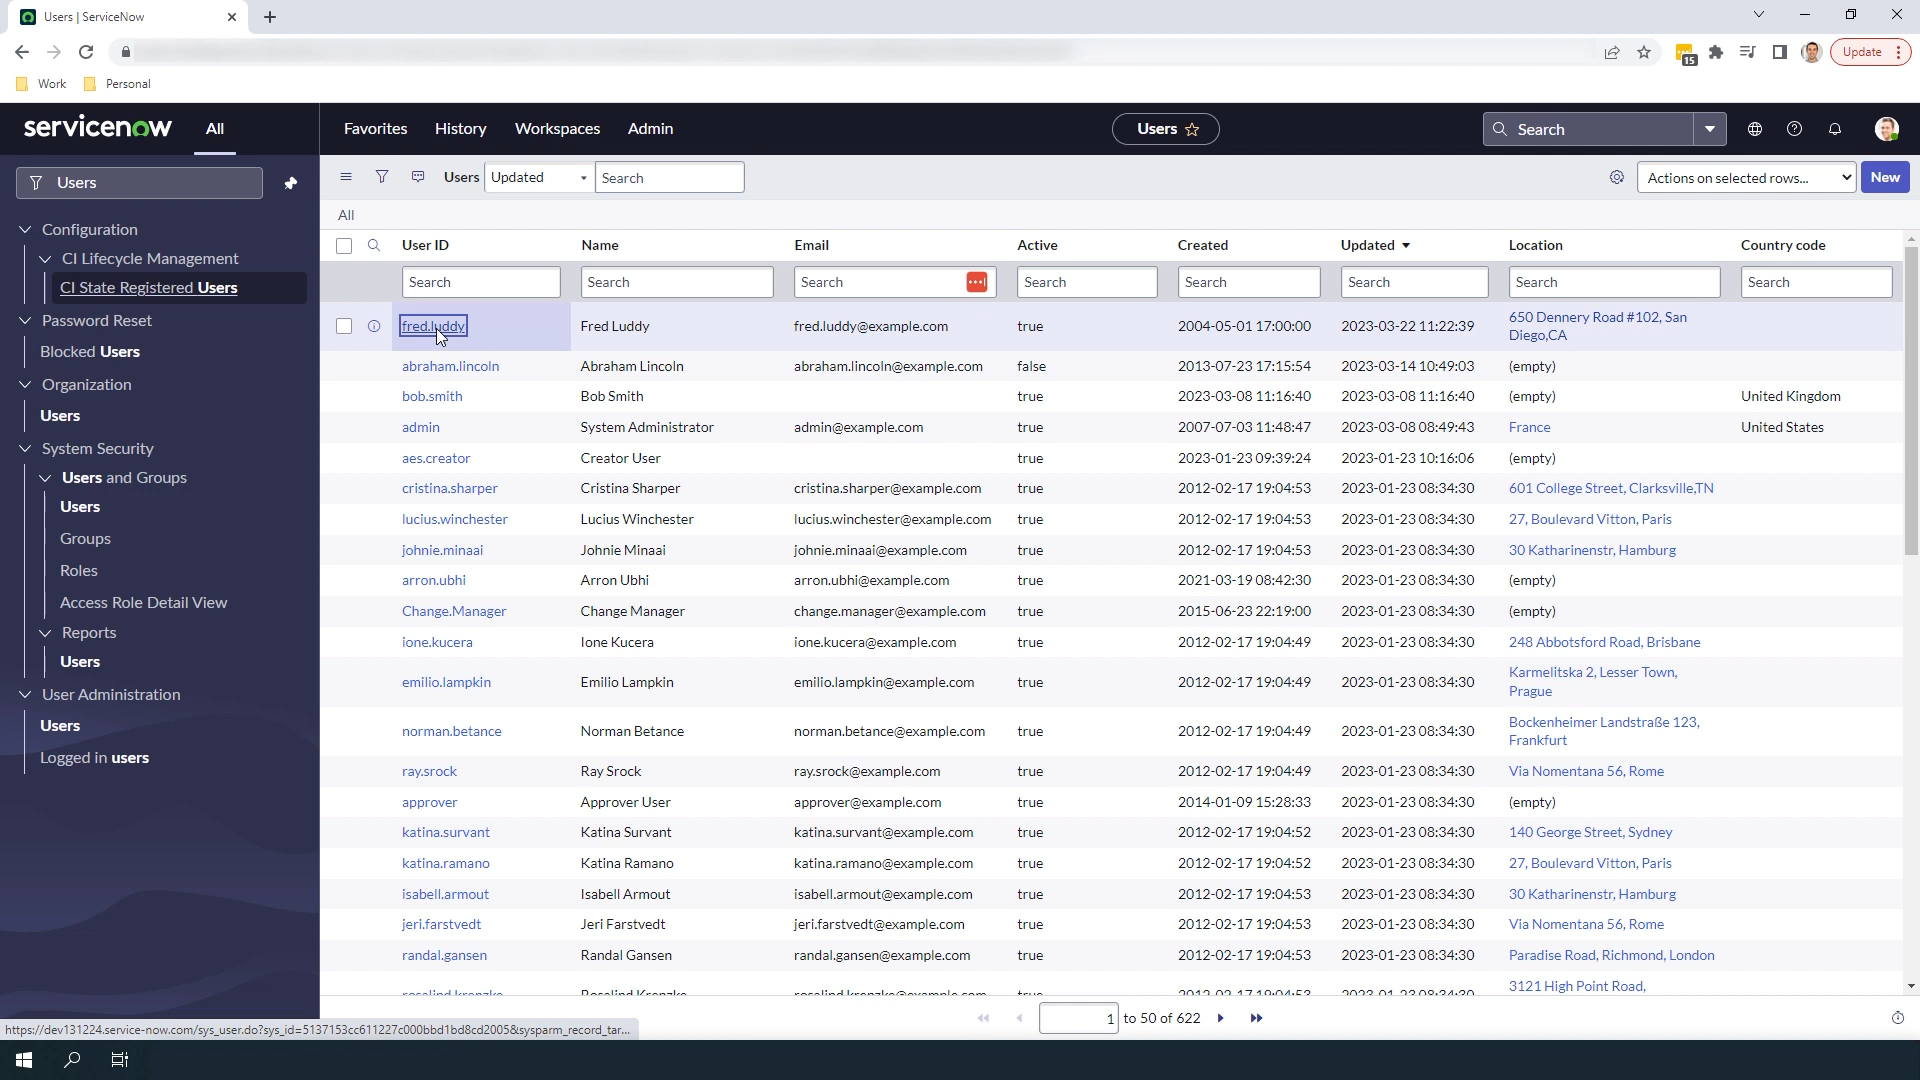 Users | ServiceNow
15
Update
Work
Personal
servicenow
All
Favorites
History
Workspaces
Admin
Users
Search
Users
Users
Updated
Search
Actions on selected rows...
New
All
Configuration
CI Lifecycle Management
CI State Registered Users
Password Reset
Blocked Users
Organization
Users
System Security
Users and Groups
Users
Groups
Roles
Access Role Detail View
Reports
Users
User Administration
Users
Logged in users
User ID Name Email Active Created Updated Location Country code
Search Search Search Search Search Search Search Search
fred.luddy Fred Luddy fred.luddy@example.com true 2004-05-01 17:00:00 2023-03-22 11:22:39 650 Dennery Road #102, San
Diego,CA
abraham.lincoln Abraham Lincoln abraham.lincoln@example.com false 2013-07-23 17:15:54 2023-03-14 10:49:03 (empty)
bob.smith Bob Smith true 2023-03-08 11:16:40 2023-03-08 11:16:40 (empty) United Kingdom
admin System Administrator admin@example.com true 2007-07-03 11:48:47 2023-03-08 08:49:43 France United States
aes.creator Creator User true 2023-01-23 09:39:24 2023-01-23 10:16:06 (empty)
cristina.sharper Cristina Sharper cristina.sharper@example.com true 2012-02-17 19:04:53 2023-01-23 08:34:30 601 College Street, Clarksville,TN
lucius.winchester Lucius Winchester lucius.winchester@example.com true 2012-02-17 19:04:53 2023-01-23 08:34:30 27, Boulevard Vitton, Paris
johnie.minaai Johnie Minaai johnie.minaai@example.com true 2012-02-17 19:04:53 2023-01-23 08:34:30 30 Katharinenstr, Hamburg
arron.ubhi Arron Ubhi arron.ubhi@example.com true 2021-03-19 08:42:30 2023-01-23 08:34:30 (empty)
Change.Manager Change Manager change.manager@example.com true 2015-06-23 22:19:00 2023-01-23 08:34:30 (empty)
ione.kucera Ione Kucera ione.kucera@example.com true 2012-02-17 19:04:49 2023-01-23 08:34:30 248 Abbotsford Road, Brisbane
emilio.lampkin Emilio Lampkin emilio.lampkin@example.com true 2012-02-17 19:04:49 2023-01-23 08:34:30 Karmelitska 2, Lesser Town,
Prague
norman.betance Norman Betance norman.betance@example.com true 2012-02-17 19:04:49 2023-01-23 08:34:30 Bockenheimer Landstraße 123,
Frankfurt
ray.srock Ray Srock ray.srock@example.com true 2012-02-17 19:04:49 2023-01-23 08:34:30 Via Nomentana 56, Rome
approver Approver User approver@example.com true 2014-01-09 15:28:33 2023-01-23 08:34:30 (empty)
katina.survant Katina Survant katina.survant@example.com true 2012-02-17 19:04:52 2023-01-23 08:34:30 140 George Street, Sydney
katina.ramano Katina Ramano katina.ramano@example.com true 2012-02-17 19:04:52 2023-01-23 08:34:30 27, Boulevard Vitton, Paris
isabell.armout Isabell Armout isabell.armout@example.com true 2012-02-17 19:04:53 2023-01-23 08:34:30 30 Katharinenstr, Hamburg
jeri.farstvedt Jeri Farstvedt jeri.farstvedt@example.com true 2012-02-17 19:04:53 2023-01-23 08:34:30 Via Nomentana 56, Rome
randal.gansen Randal Gansen randal.gansen@example.com true 2012-02-17 19:04:53 2023-01-23 08:34:30 Paradise Road, Richmond, London
3121 High Point Road,
1 to 50 of 622
https://dev131224.service-now.com/sys_user.do?sys_id=5137153cc611227c000bbd1bd8cd2005&sysparm_record_tar...